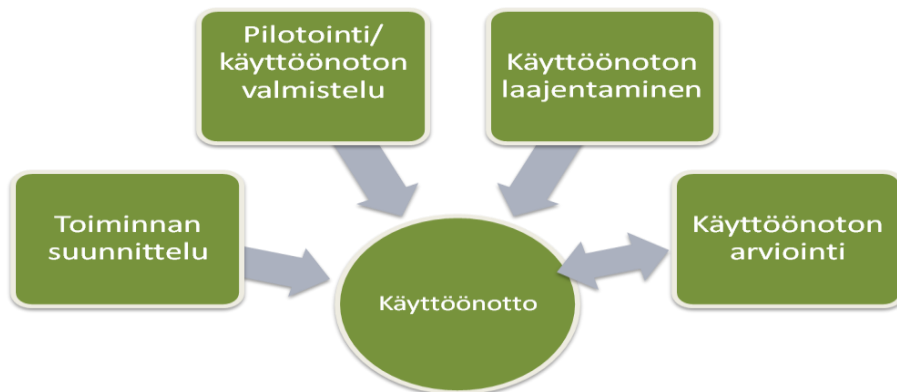 Pilotointi/
käyttöönoton
valmistelu
Käyttöönoton
laajentaminen
Toiminnan
suunnittelu
Käyttöönoton
arviointi
Käyttöönotto